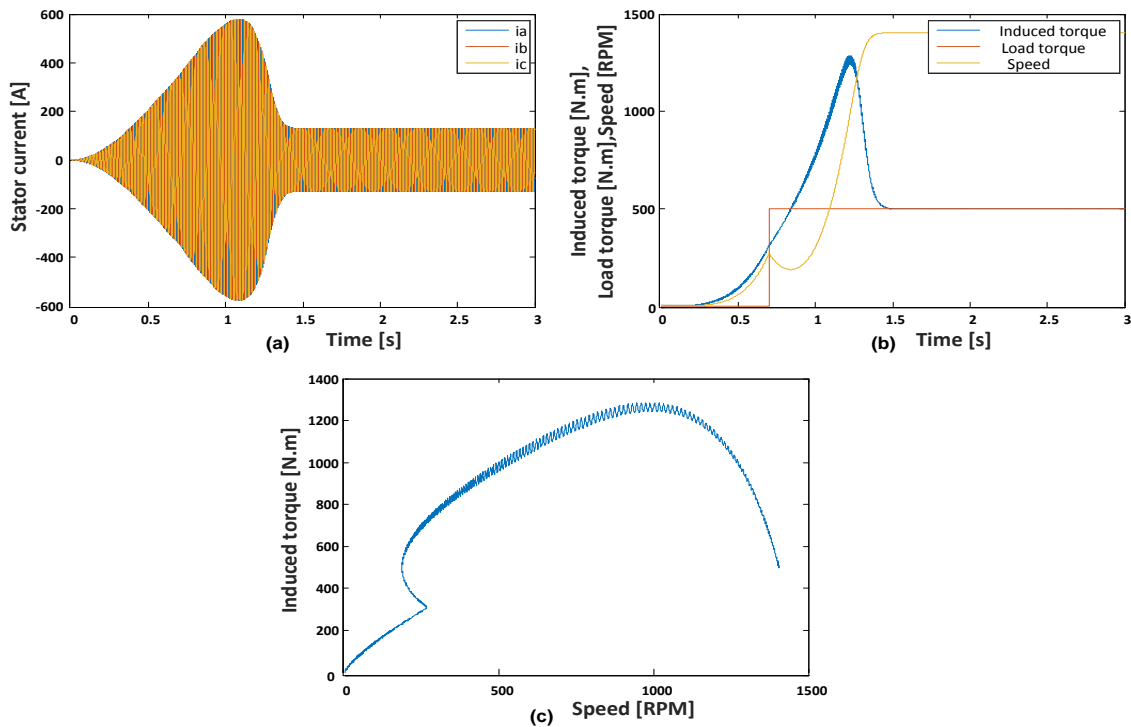 600
400
200
0
-200
-400
-600
Stator current [A]
ia
ib
ic
0 0.5 1 1.5 2 2.5 3
Time [s]
(a)
1500
1000
500
0
Induced torque [N.m],
Load torque [N.m],Speed [RPM]
Induced torque
Load torque
Speed
0 0.5 1 1.5 2 2.5 3
Time [s]
(b)
1400
1200
1000
800
600
400
200
0
Induced torque [N.m]
0 500 1000 1500
Speed [RPM]
(c)